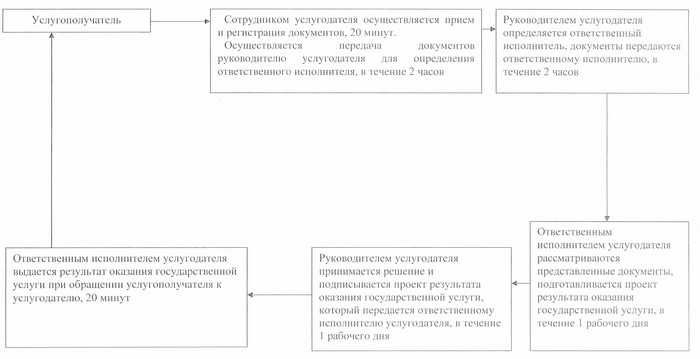 Услугополучатель
Сотрудником услугодателя осуществляется прием
и регистрация документов, 20 минут.
Осуществляется передача документов
руководителю услугодателя для определения
ответственного исполнителя, в течение 2 часов
Руководителем услугодателя
определяется ответственный
исполнитель, документы передаются
ответственному исполнителю, в
течение 2 часов
Ответственным
исполнителем услугодателя
рассматриваются
представленные документы,
подготавливается проект
результата оказания
государственной услуги, в
течение 1 рабочего дня
Руководителем услугодателя
принимается решение и
подписывается проект результата
оказания государственной услуги,
который передается ответственному
исполнителю услугодателя, в течение
1 рабочего дня
Ответственным исполнителем услугодателя
выдается результат оказания государственной
услуги при обращении услугополучателя к
услугодателю, 20 минут